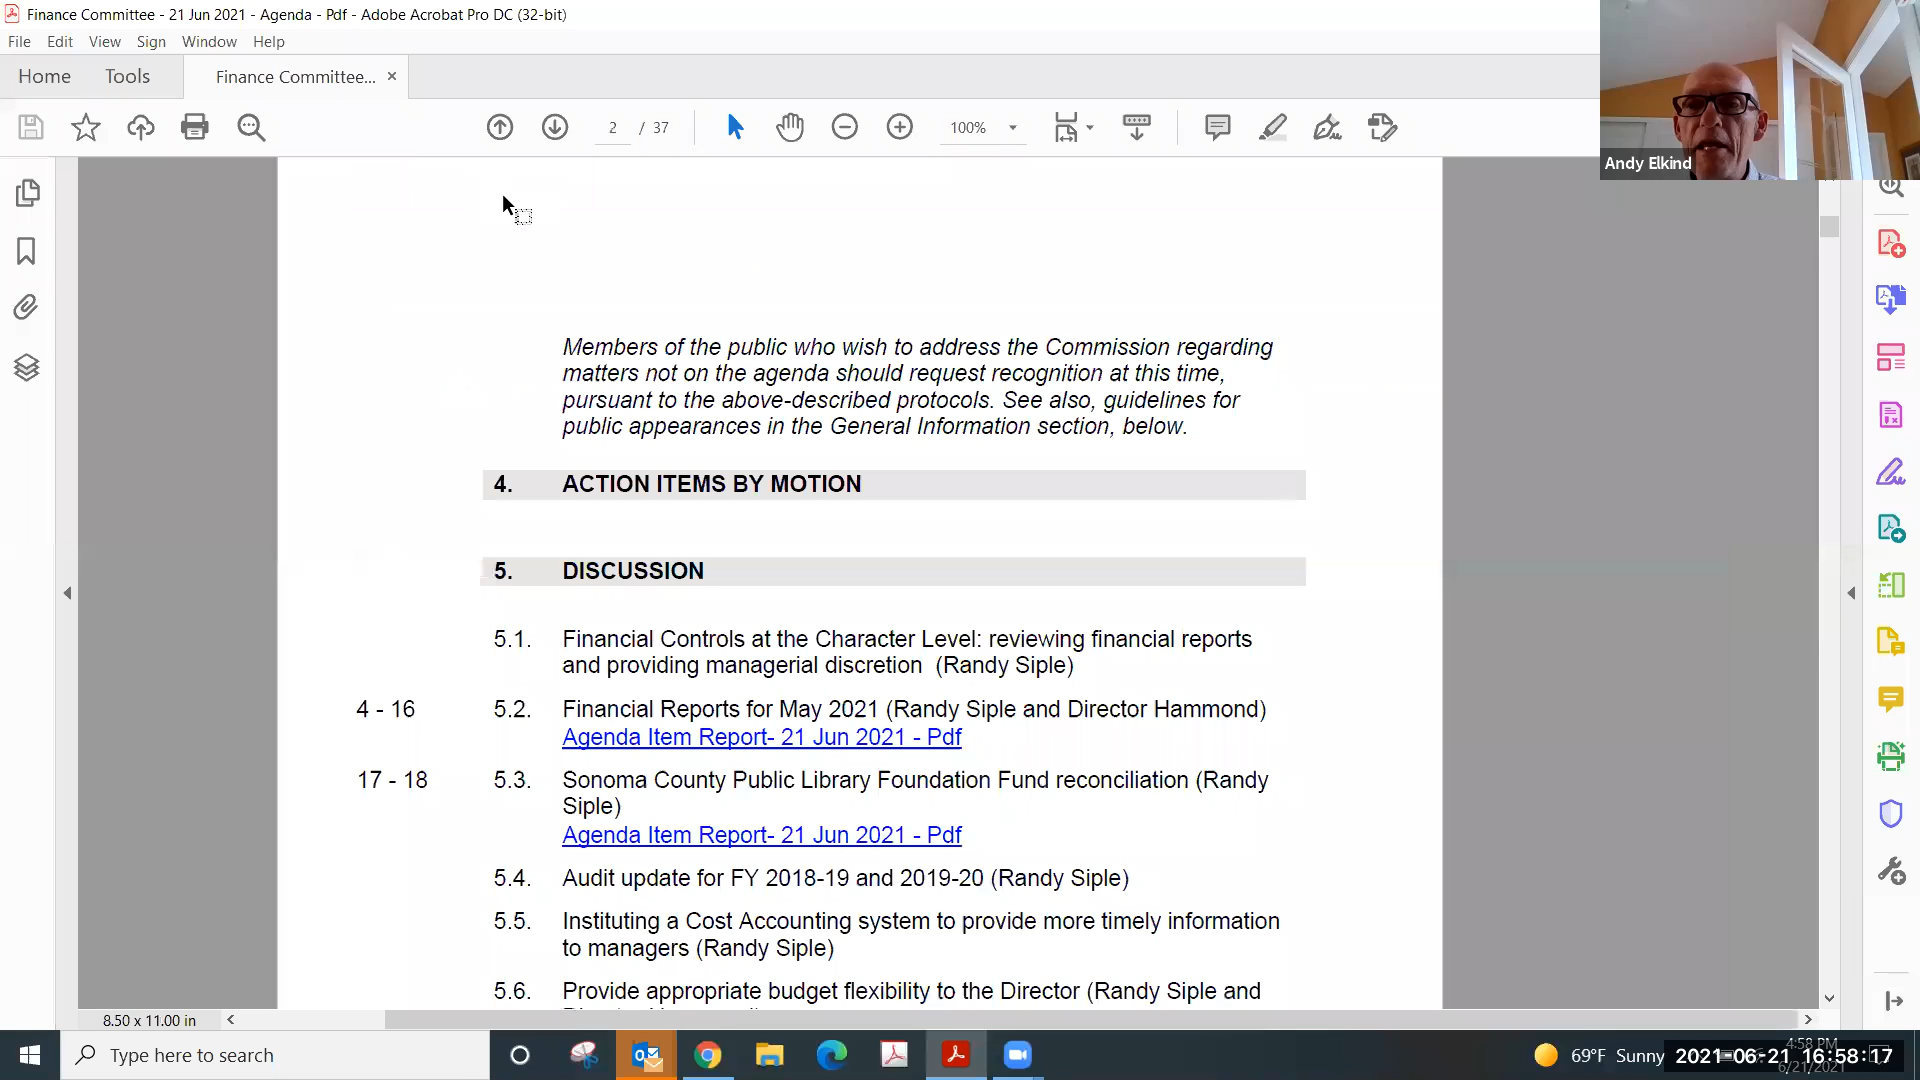 Finance Committee - 21 Jun 2021 - Agenda - Pdf - Adobe Acrobat Pro DC (32-bit)
File Edit View Sign Window Help
Home Tools Finance Committee... ×
2 / 37 100%
Andy Elkind
Members of the public who wish to address the Commission regarding
matters not on the agenda should request recognition at this time,
pursuant to the above-described protocols. See also, guidelines for
public appearances in the General Information section, below.
4. ACTION ITEMS BY MOTION
5. DISCUSSION
5.1. Financial Controls at the Character Level: reviewing financial reports
and providing managerial discretion (Randy Siple)
4 - 16 5.2. Financial Reports for May 2021 (Randy Siple and Director Hammond)
Agenda Item Report- 21 Jun 2021 - Pdf
17 - 18 5.3. Sonoma County Public Library Foundation Fund reconciliation (Randy
Siple)
Agenda Item Report- 21 Jun 2021 - Pdf
5.4. Audit update for FY 2018-19 and 2019-20 (Randy Siple)
5.5. Instituting a Cost Accounting system to provide more timely information
to managers (Randy Siple)
5.6. Provide appropriate budget flexibility to the Director (Randy Siple and
8.50 x 11.00 in
Type here to search
69°F Sunny
4:58 PM
2021-06-21 16:58:17